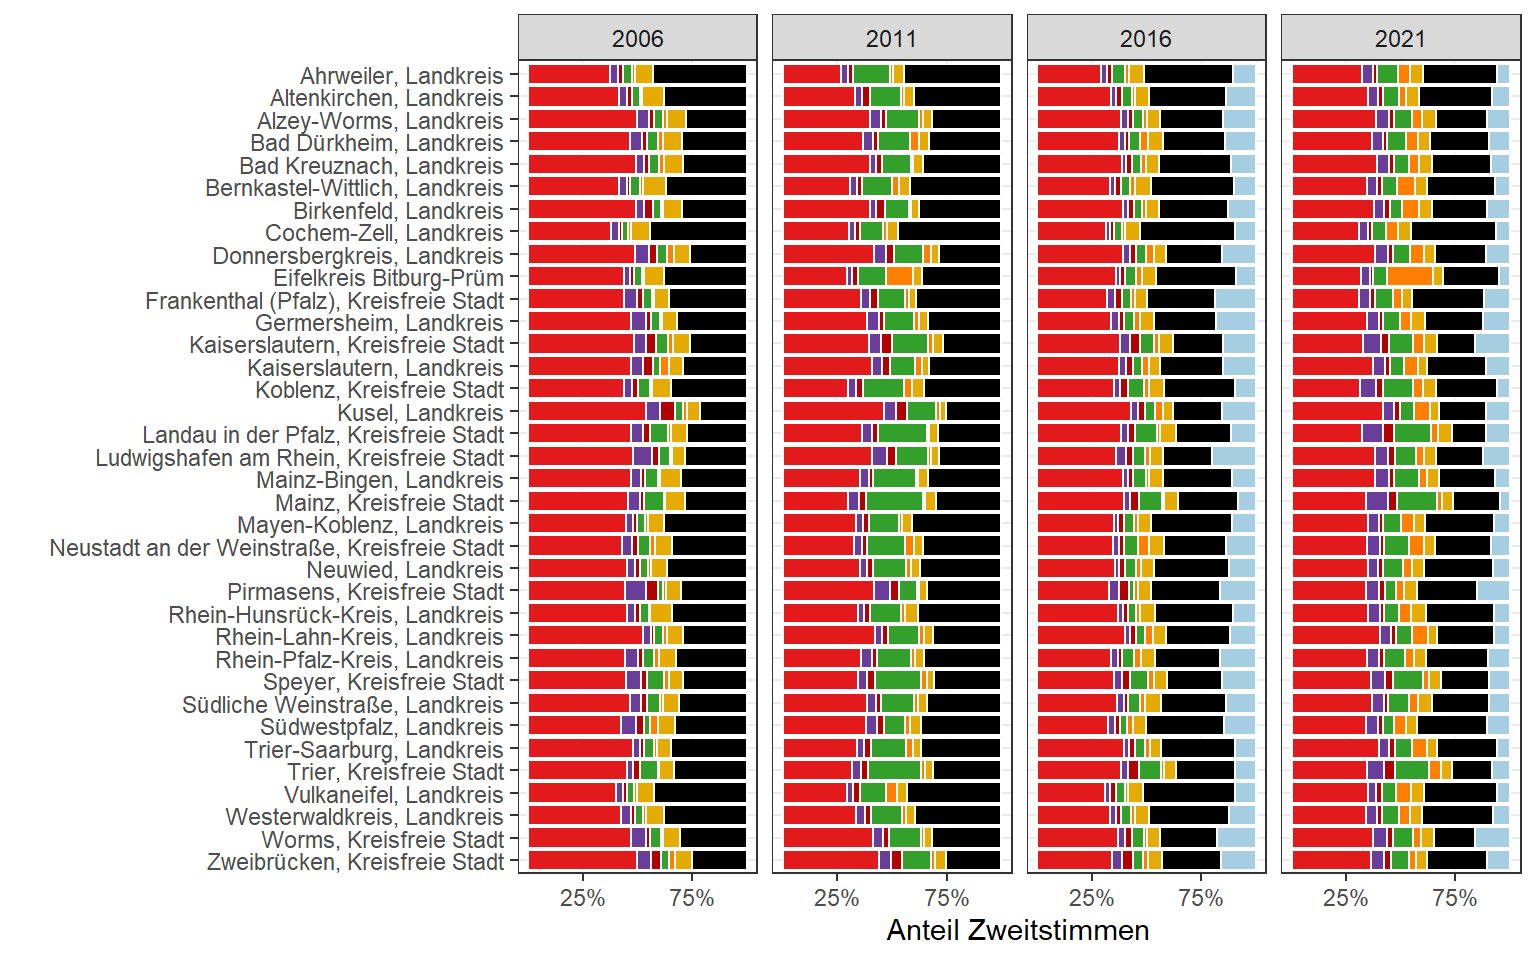 2006 2011 2016 2021
Ahrweiler, Landkreis
Altenkirchen, Landkreis
Alzey-Worms, Landkreis
Bad Dürkheim, Landkreis
Bad Kreuznach, Landkreis
Bernkastel-Wittlich, Landkreis
Birkenfeld, Landkreis
Cochem-Zell, Landkreis
Donnersbergkreis, Landkreis
Eifelkreis Bitburg-Prüm
Frankenthal (Pfalz), Kreisfreie Stadt
Germersheim, Landkreis
Kaiserslautern, Kreisfreie Stadt
Kaiserslautern, Landkreis
Koblenz, Kreisfreie Stadt
Kusel, Landkreis
Landau in der Pfalz, Kreisfreie Stadt
Ludwigshafen am Rhein, Kreisfreie Stadt
Mainz-Bingen, Landkreis
Mainz, Kreisfreie Stadt
Mayen-Koblenz, Landkreis
Neustadt an der Weinstraße, Kreisfreie Stadt
Neuwied, Landkreis
Pirmasens, Kreisfreie Stadt
Rhein-Hunsrück-Kreis, Landkreis
Rhein-Lahn-Kreis, Landkreis
Rhein-Pfalz-Kreis, Landkreis
Speyer, Kreisfreie Stadt
Südliche Weinstraße, Landkreis
Südwestpfalz, Landkreis
Trier-Saarburg, Landkreis
Trier, Kreisfreie Stadt
Vulkaneifel, Landkreis
Westerwaldkreis, Landkreis
Worms, Kreisfreie Stadt
Zweibrücken, Kreisfreie Stadt
25% 75% 25% 75% 25% 75% 25% 75%
Anteil Zweitstimmen